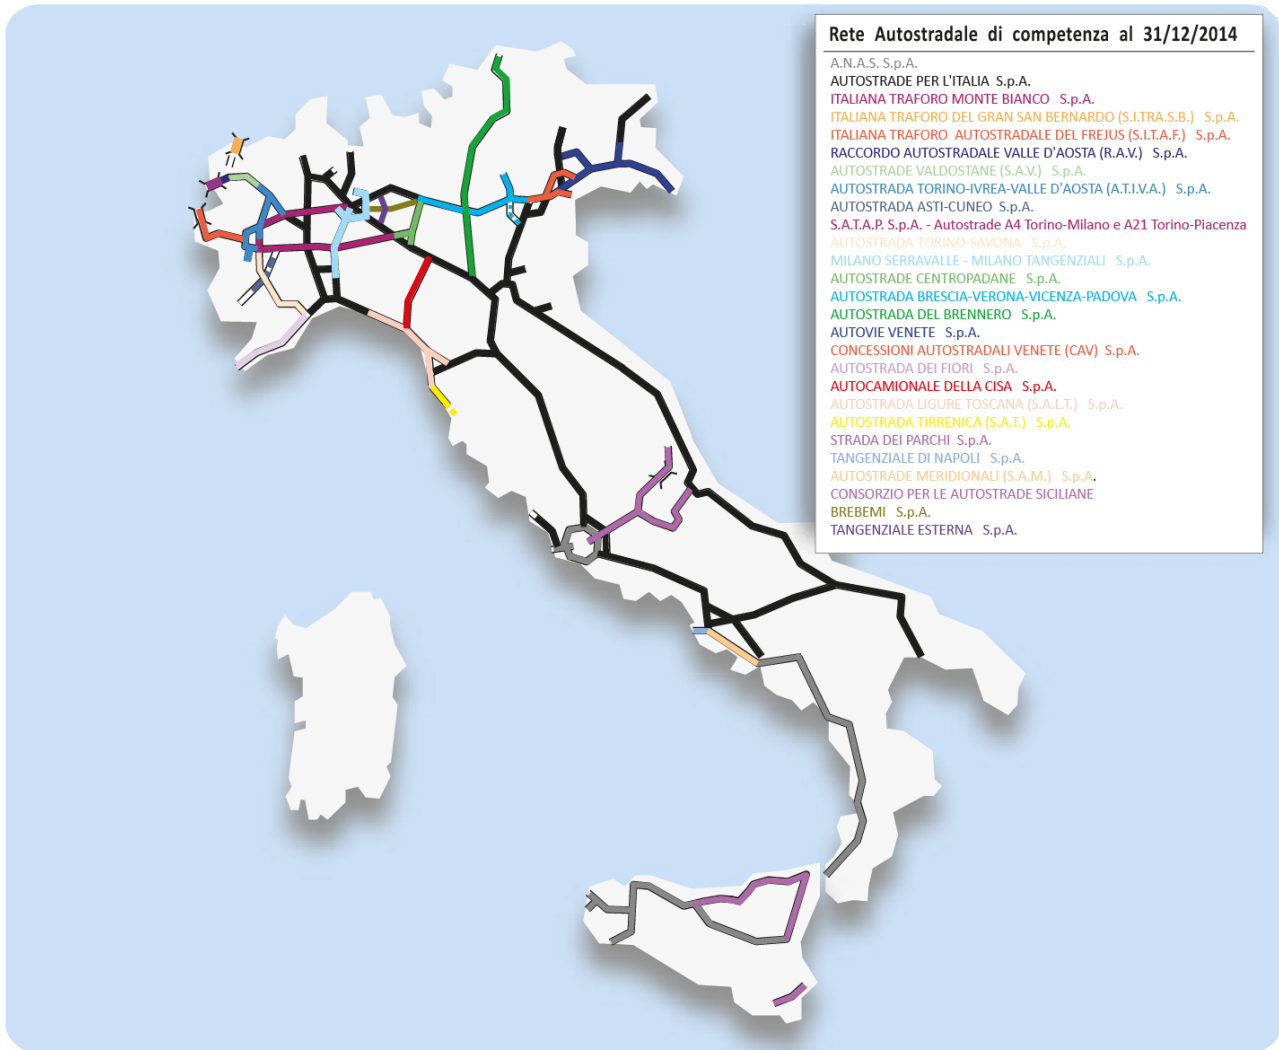 Rete Autostradale di competenza al 31/12/2014
A.N.A.S. S.p.A.
AUTOSTRADE PER L'ITALIA S.p.A.
ITALIANA TRAFORO MONTE BIANCO S.p.A.
ITALIANA TRAFORO DEL GRAN SAN BERNARDO (S.I.TRA.S.B.) S.p.A.
ITALIANA TRAFORO AUTOSTRADALE DEL FREJUS (S.I.T.A.F.) S.p.A.
RACCORDO AUTOSTRADALE VALLE D'AOSTA (R.A.V.) S.p.A.
AUTOSTRADE VALDOSTANE (S.A.V.) S.p.A.
AUTOSTRADA TORINO-IVREA-VALLE D'AOSTA (A.T.I.V.A.) S.p.A.
AUTOSTRADA ASTI-CUNEO S.p.A.
S.A.T.A.P. S.p.A. - Autostrade A4 Torino-Milano e A21 Torino-Piacenza
AUTOSTRADA TORINO-SAVONA S.p.A.
MILANO SERRAVALLE - MILANO TANGENZIALI S.p.A.
AUTOSTRADE CENTROPADANE S.p.A.
AUTOSTRADA BRESCIA-VERONA-VICENZA-PADOVA S.p.A.
AUTOSTRADA DEL BRENNERO S.p.A.
AUTOVIE VENETE S.p.A.
CONCESSIONI AUTOSTRADALI VENETE (CAV) S.p.A.
AUTOSTRADA DEI FIORI S.p.A.
AUTOCAMIONALE DELLA CISA S.p.A.
AUTOSTRADA LIGURE TOSCANA (S.A.L.T.) S.p.A.
AUTOSTRADA TIRRENICA (S.A.T.) S.p.A.
STRADA DEI PARCHI S.p.A.
TANGENZIALE DI NAPOLI S.p.A.
AUTOSTRADE MERIDIONALI (S.A.M.) S.p.A.
CONSORZIO PER LE AUTOSTRADE SICILIANE
BREBEMI S.p.A.
TANGENZIALE ESTERNA S.p.A.